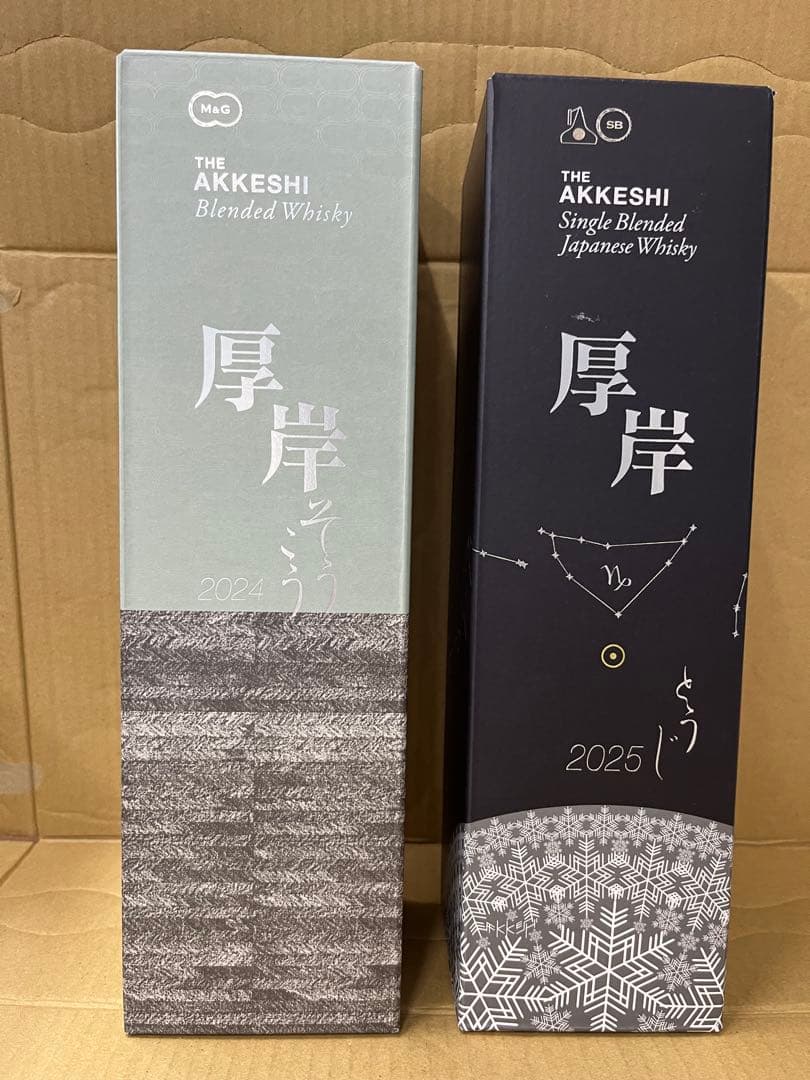 M&G
THE
AKKESHI
Blended Whisky
厚岸
そうこう
2024
SB
THE
AKKESHI
Single Blended
Japanese Whisky
厚岸
♑
とうじ
2025
Akkeshi